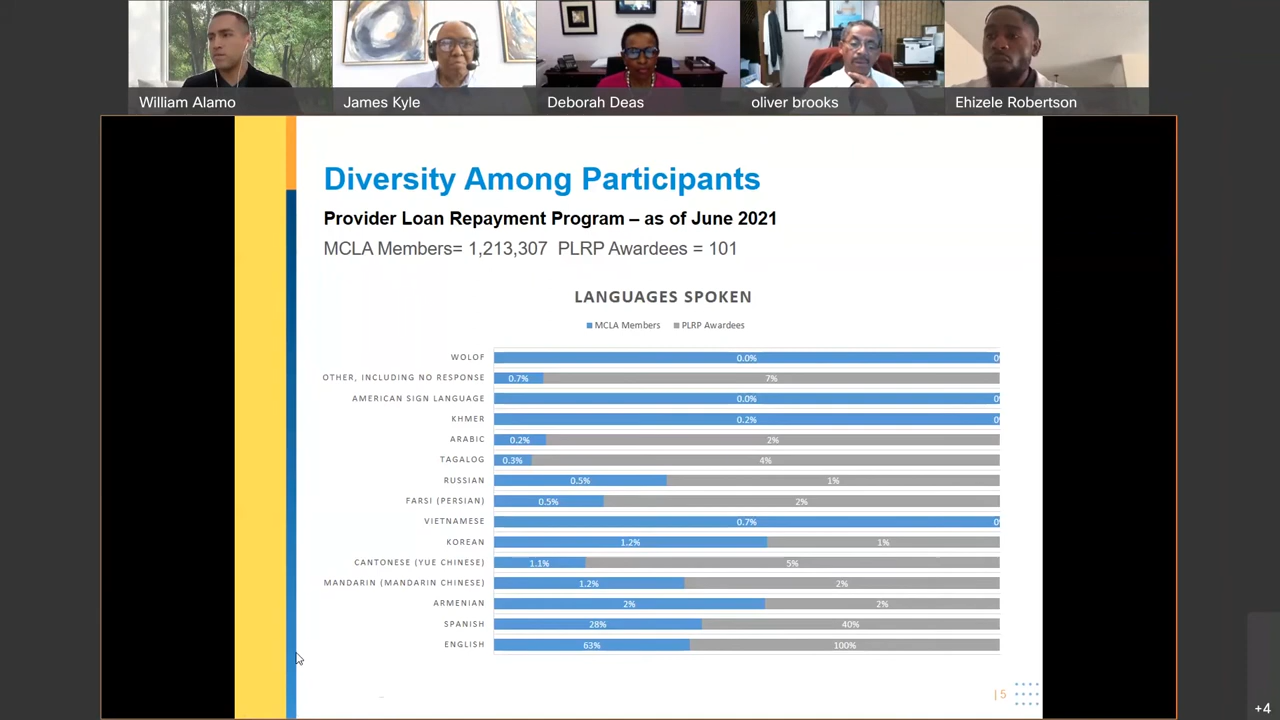 William Alamo
James Kyle
Deborah Deas
oliver brooks
Ehizele Robertson
Diversity Among Participants
Provider Loan Repayment Program – as of June 2021
MCLA Members= 1,213,307 PLRP Awardees = 101
LANGUAGES SPOKEN
MCLA Members PLRP Awardees
WOLOF 0.0%
OTHER, INCLUDING NO RESPONSE 0.7% 7%
AMERICAN SIGN LANGUAGE 0.0%
KHMER 0.2%
ARABIC 0.2% 2%
TAGALOG 0.3% 4%
RUSSIAN 0.5% 1%
FARSI (PERSIAN) 0.5% 2%
VIETNAMESE 0.7%
KOREAN 1.2% 1%
CANTONESE (YUE CHINESE) 1.1% 5%
MANDARIN (MANDARIN CHINESE) 1.2% 2%
ARMENIAN 2% 2%
SPANISH 28% 40%
ENGLISH 63% 100%
| 5
+4